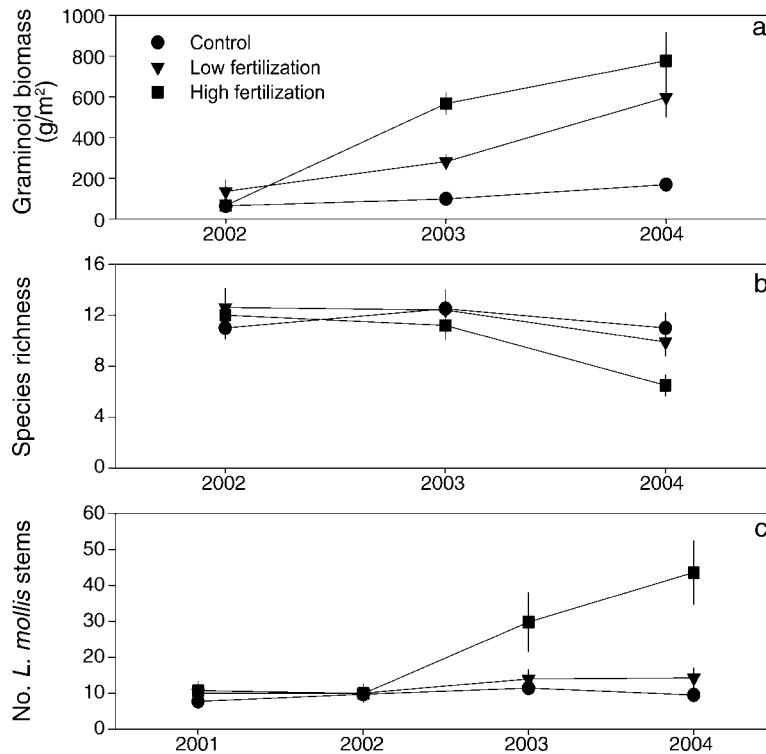 1000
800
600
400
200
0
Graminoid biomass
(g/m²)
Control
Low fertilization
High fertilization
a
2002 2003 2004
16
12
8
4
0
Species richness
b
2002 2003 2004
60
50
40
30
20
10
0
No. L. mollis stems
c
2001 2002 2003 2004